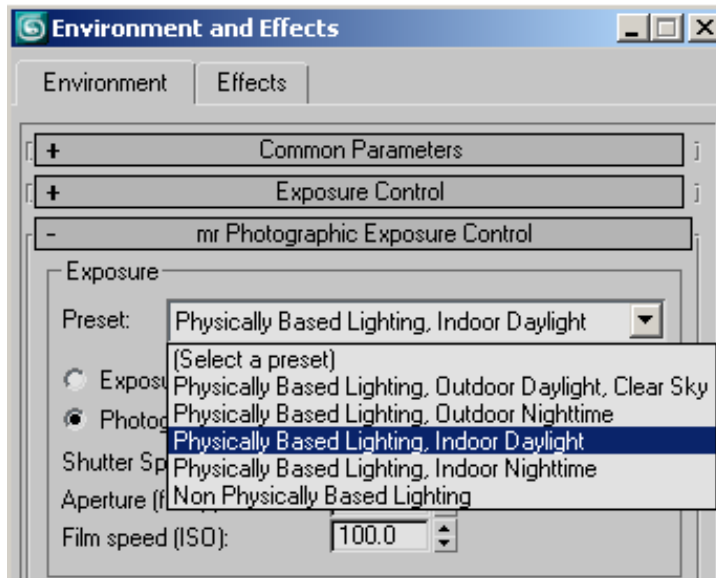 Environment and Effects
Environment Effects
+ Common Parameters
+ Exposure Control
- mr Photographic Exposure Control
Exposure
Preset: Physically Based Lighting, Indoor Daylight
(Select a preset)
Physically Based Lighting, Outdoor Daylight, Clear Sky
Physically Based Lighting, Outdoor Nighttime
Physically Based Lighting, Indoor Daylight
Physically Based Lighting, Indoor Nighttime
Non Physically Based Lighting
Shutter
Aperture
Film speed (ISO): 100.0